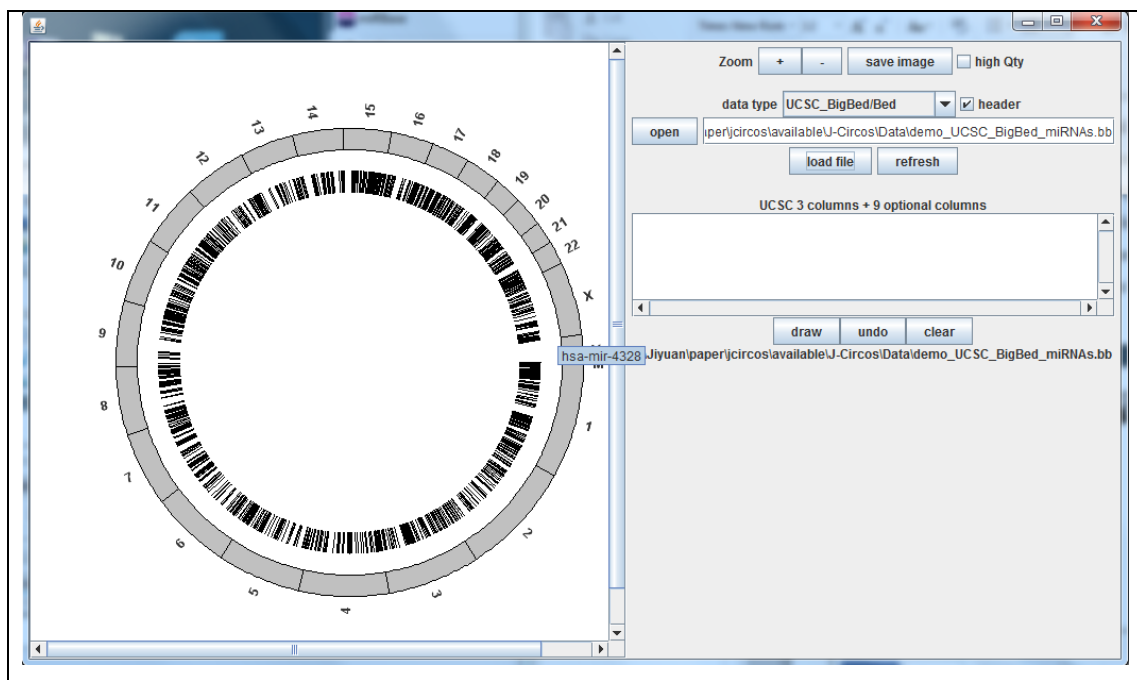 Zoom + - save image high Qty
data type UCSC_BigBed/Bed header
open aper\jcircos\available\J-Circos\Data\demo_UCSC_BigBed_miRNAs.bb
load file refresh
UCSC 3 columns + 9 optional columns
draw undo clear
Jiyuan\paper\jcircos\available\J-Circos\Data\demo_UCSC_BigBed_miRNAs.bb
hsa-mir-4328
1
2
3
4
5
6
7
8
9
10
11
12
13
14
15
16
17
18
19
20
21
22
X
M